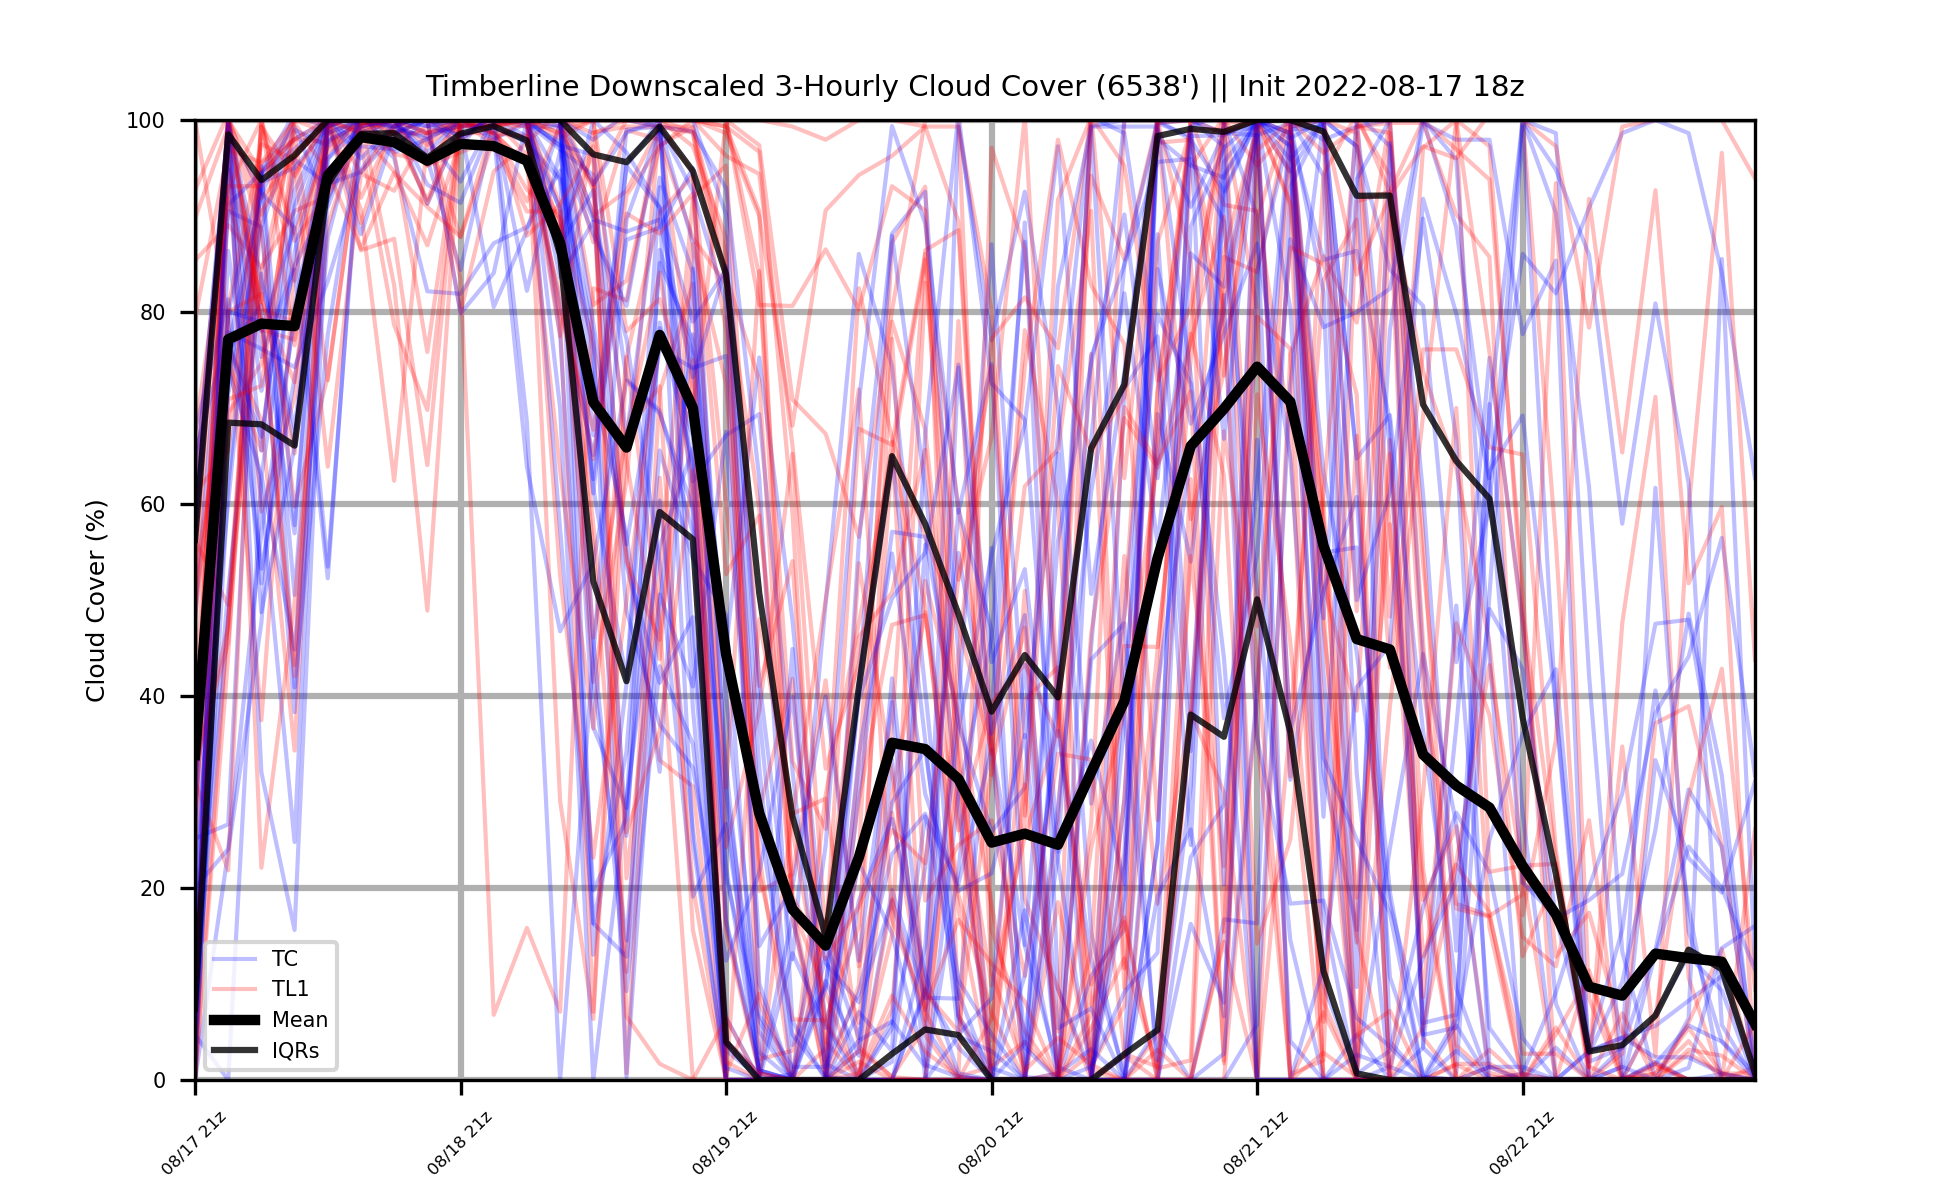 Timberline Downscaled 3-Hourly Cloud Cover (6538') || Init 2022-08-17 18z
Cloud Cover (%)
100
80
60
40
20
0
TC
TL1
Mean
IQRs
08/17 21z
08/18 21z
08/19 21z
08/20 21z
08/21 21z
08/22 21z